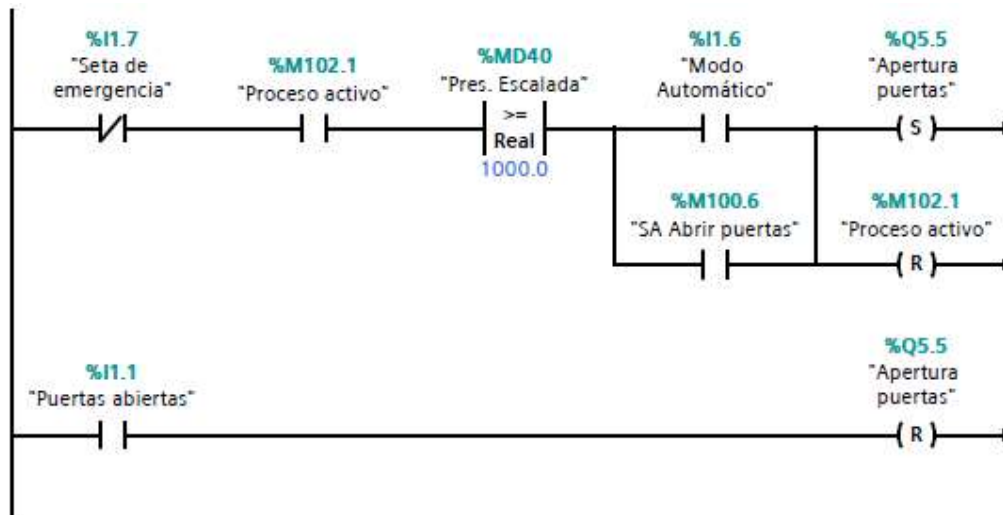 %I1.7
"Seta de
emergencia"
%M102.1
"Proceso activo"
%MD40
"Pres. Escalada"
>=
Real
1000.0
%I1.6
"Modo
Automático"
%Q5.5
"Apertura
puertas"
S
%M100.6
"SA Abrir puertas"
%M102.1
"Proceso activo"
R
%I1.1
"Puertas abiertas"
%Q5.5
"Apertura
puertas"
R